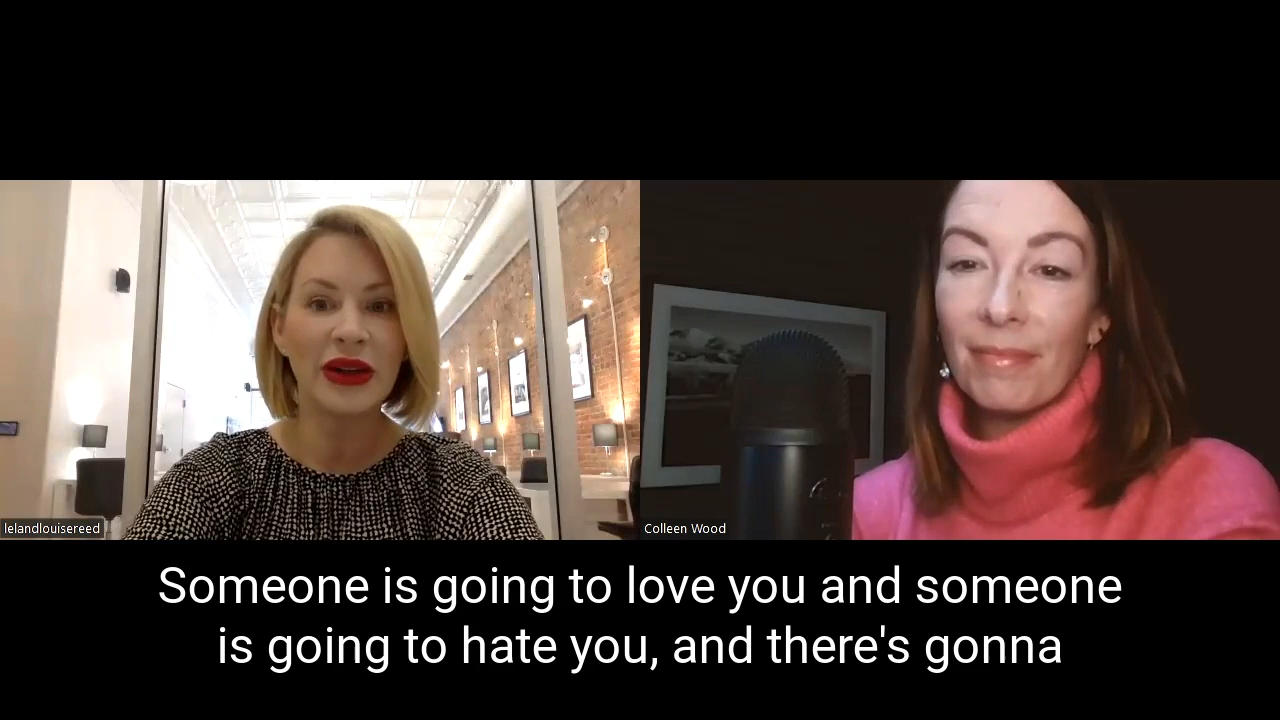 lelandlouisereed
Colleen Wood
Someone is going to love you and someone
is going to hate you, and there's gonna